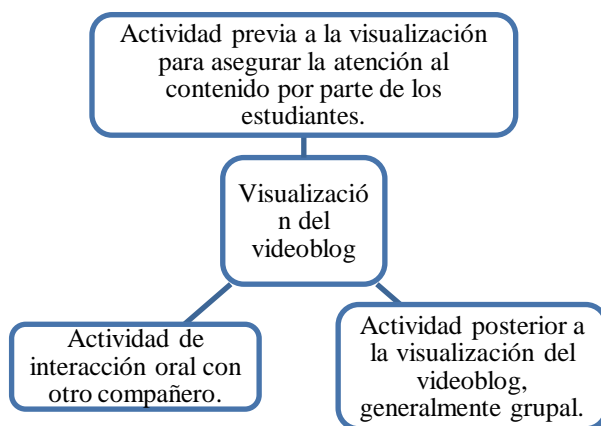 Actividad previa a la visualización
para asegurar la atención al
contenido por parte de los
estudiantes.
Visualizació
n del
videoblog
Actividad de
interacción oral con
otro compañero.
Actividad posterior a
la visualización del
videoblog,
generalmente grupal.